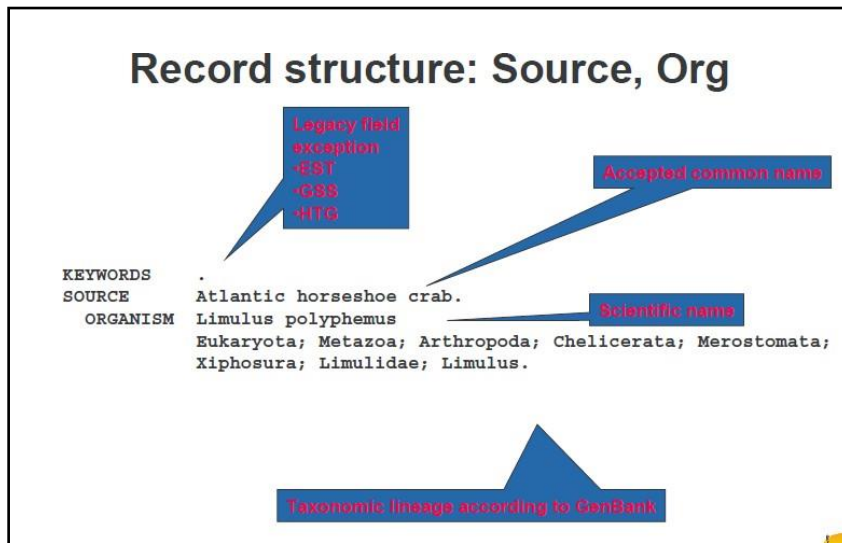 Record structure: Source, Org
Legacy field
exception
•EST
•GSS
•HTG
Accepted common name
KEYWORDS .
SOURCE Atlantic horseshoe crab.
ORGANISM Limulus polyphemus
Scientific name
Eukaryota; Metazoa; Arthropoda; Chelicerata; Merostomata;
Xiphosura; Limulidae; Limulus.
Taxonomic lineage according to GenBank